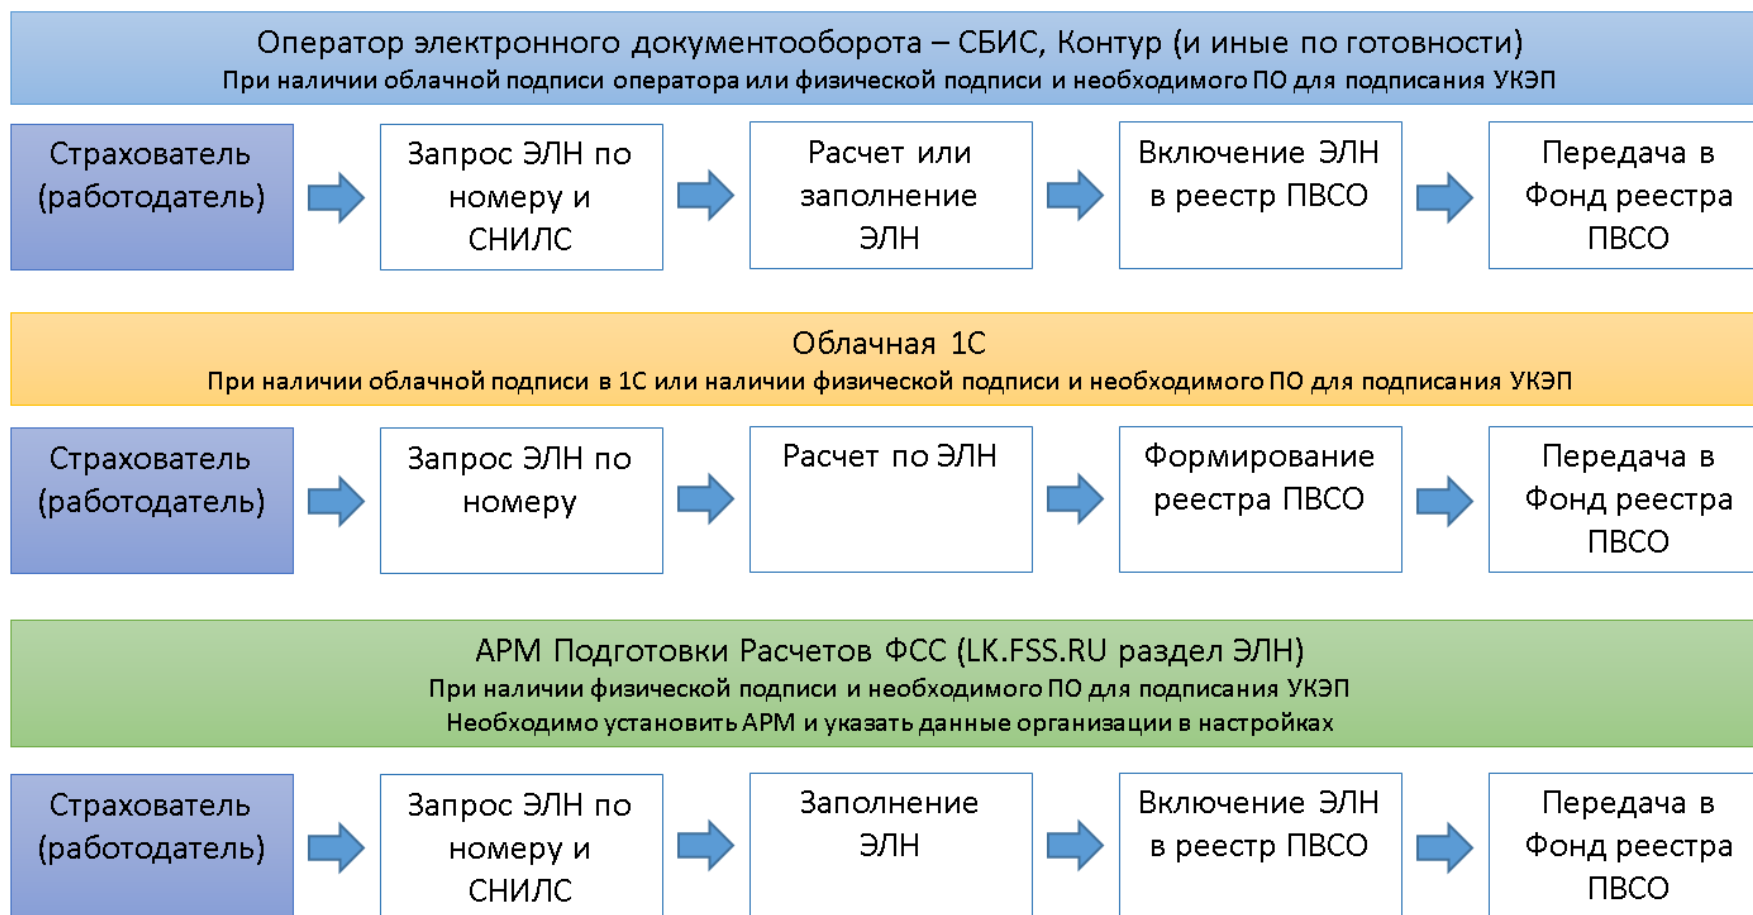 Оператор электронного документооборота – СБИС, Контур (и иные по готовности)
При наличии облачной подписи оператора или физической подписи и необходимого ПО для подписания УКЭП
Страхователь
(работодатель)
Запрос ЭЛН по
номеру и
СНИЛС
Расчет или
заполнение
ЭЛН
Включение ЭЛН
в реестр ПВСО
Передача в
Фонд реестра
ПВСО
Облачная 1С
При наличии облачной подписи в 1С или наличии физической подписи и необходимого ПО для подписания УКЭП
Страхователь
(работодатель)
Запрос ЭЛН по
номеру
Расчет по ЭЛН
Формирование
реестра ПВСО
Передача в
Фонд реестра
ПВСО
АРМ Подготовки Расчетов ФСС (LK.FSS.RU раздел ЭЛН)
При наличии физической подписи и необходимого ПО для подписания УКЭП
Необходимо установить АРМ и указать данные организации в настройках
Страхователь
(работодатель)
Запрос ЭЛН по
номеру и
СНИЛС
Заполнение
ЭЛН
Включение ЭЛН
в реестр ПВСО
Передача в
Фонд реестра
ПВСО